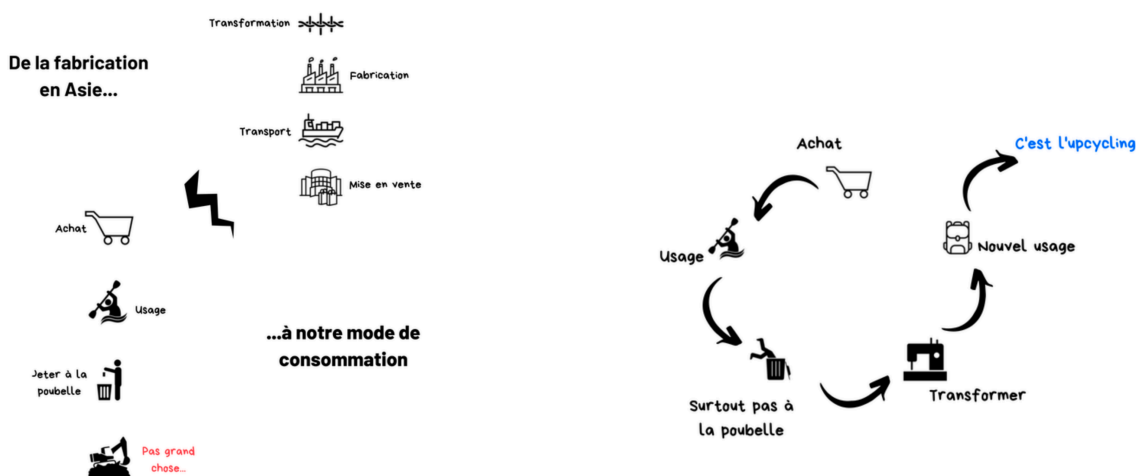 De la fabrication
en Asie...
Transformation
Fabrication
Transport
Mise en vente
Achat
Usage
...à notre mode de
consommation
Jeter à la
poubelle
Pas grand
chose...
Achat
Usage
Surtout pas à
la poubelle
Transformer
Nouvel usage
C'est l'upcycling